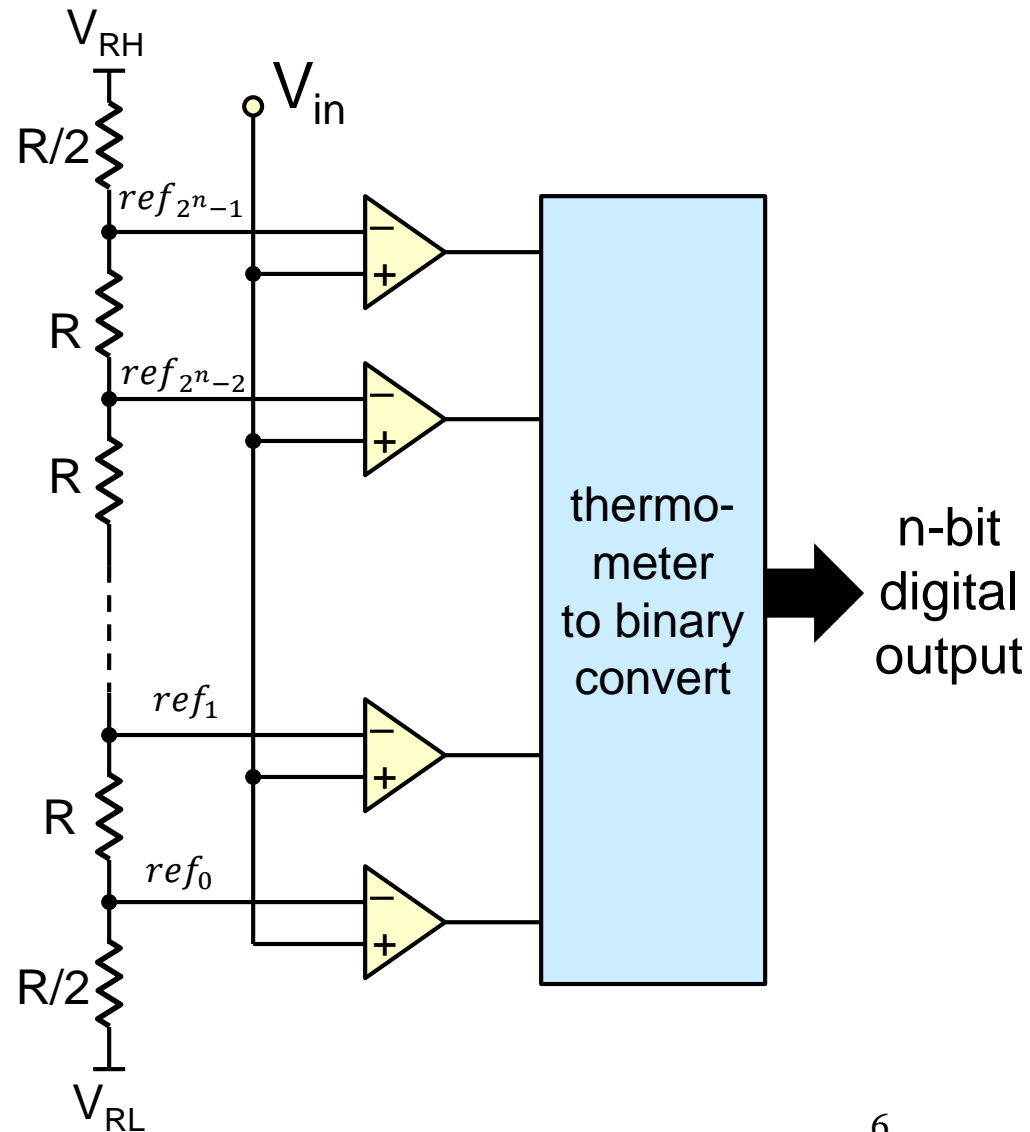 V_RH
V_in
R/2
ref_{2^n-1}
−
+
R
ref_{2^n-2}
−
+
R
thermo-
meter
to binary
convert
n-bit
digital
output
ref_1
−
+
R
ref_0
−
+
R/2
V_RL
6